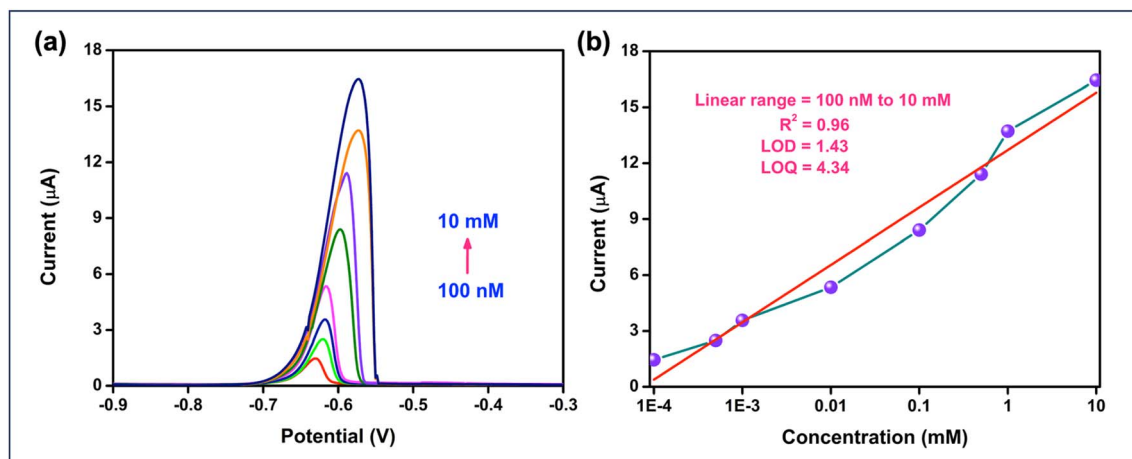 (a)
18
15
12
9
6
3
0
Current (µA)
10 mM
100 nM
-0.9 -0.8 -0.7 -0.6 -0.5 -0.4 -0.3
Potential (V)
(b)
18
15
12
9
6
3
0
Current (µA)
Linear range = 100 nM to 10 mM
R² = 0.96
LOD = 1.43
LOQ = 4.34
1E-4 1E-3 0.01 0.1 1 10
Concentration (mM)